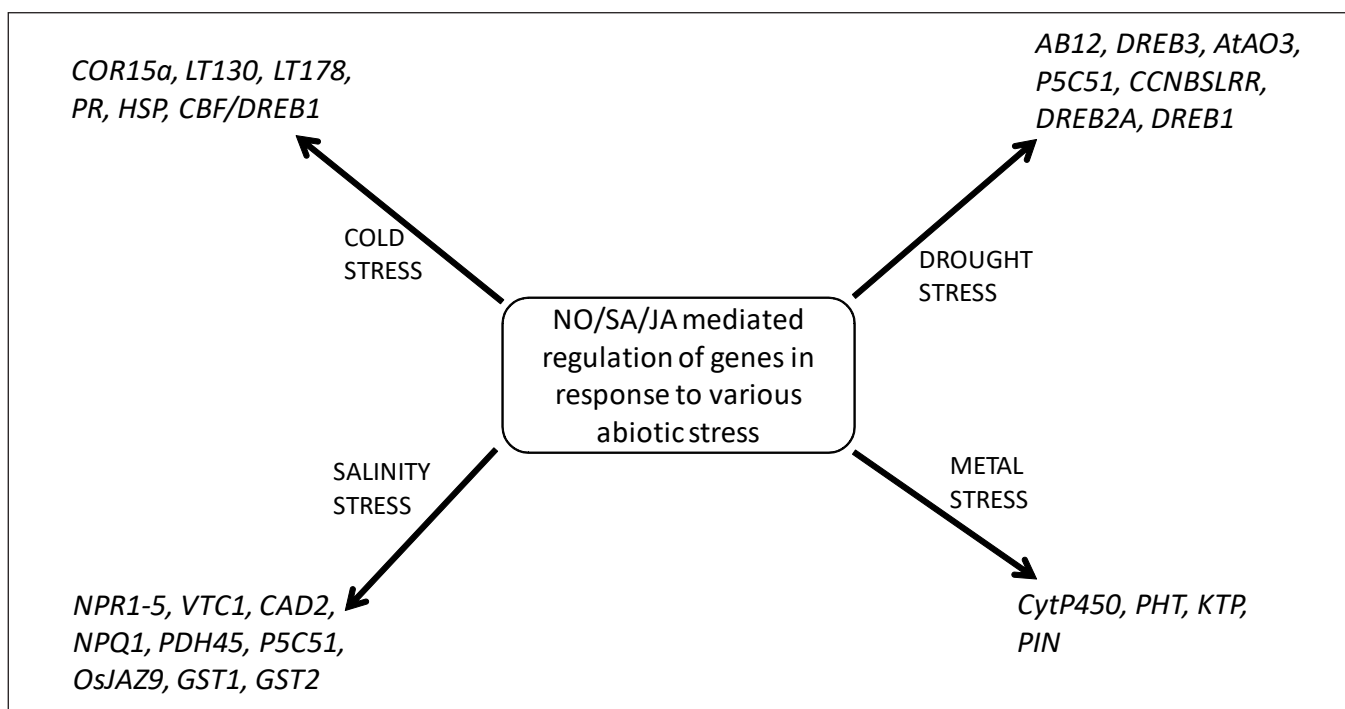 COR15a, LT130, LT178,
PR, HSP, CBF/DREB1
AB12, DREB3, AtAO3,
P5C51, CCNBSLRR,
DREB2A, DREB1
COLD
STRESS
DROUGHT
STRESS
NO/SA/JA mediated
regulation of genes in
response to various
abiotic stress
SALINITY
STRESS
METAL
STRESS
NPR1-5, VTC1, CAD2,
NPQ1, PDH45, P5C51,
OsJAZ9, GST1, GST2
CytP450, PHT, KTP,
PIN